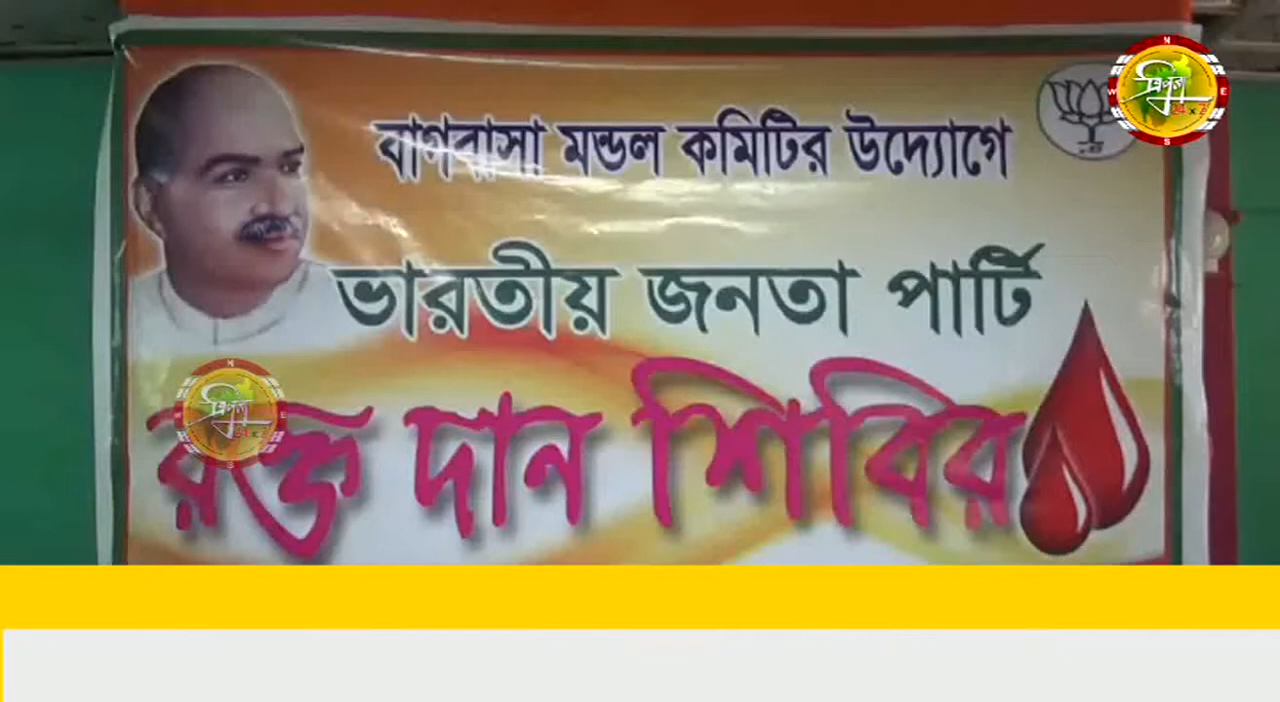 বাগবাসা মন্ডল কমিটির উদ্যোগে
ভারতীয় জনতা পার্টি
রক্ত দান শিবির